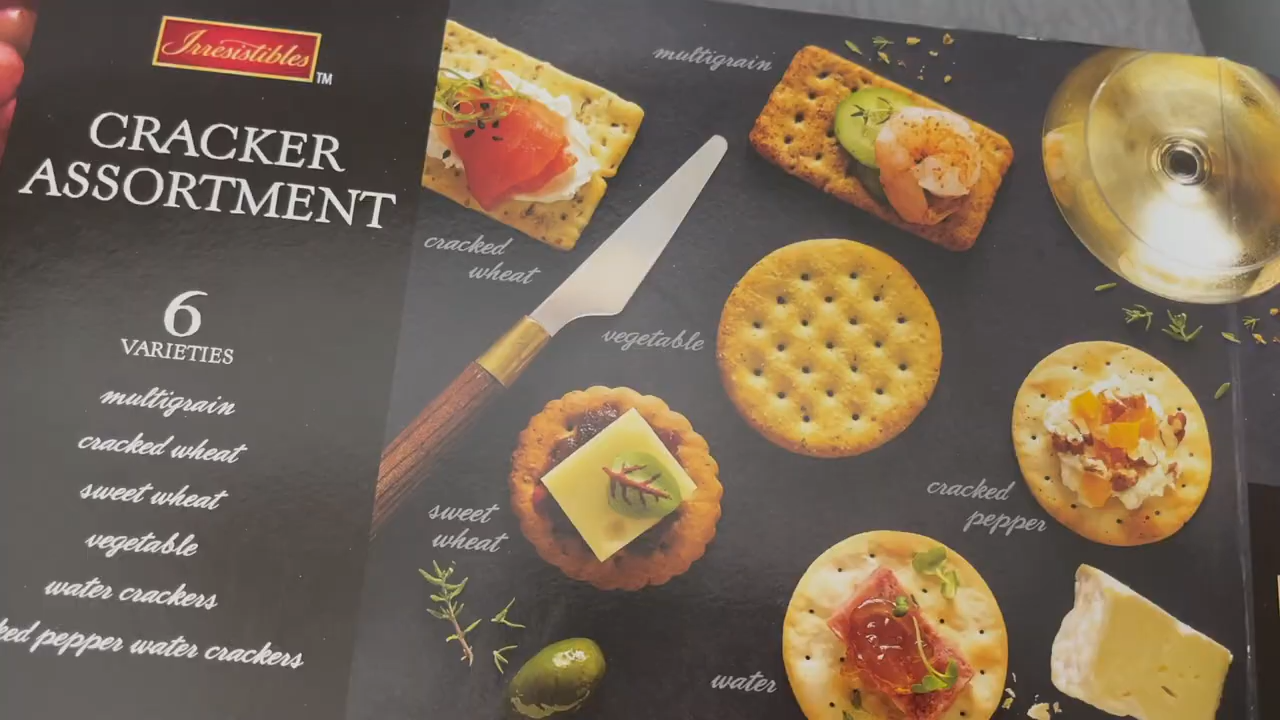 Irresistibles TM
CRACKER
ASSORTMENT
6
VARIETIES
multigrain
cracked wheat
sweet wheat
vegetable
water crackers
pepper water crackers
multigrain
cracked
wheat
vegetable
sweet
wheat
cracked
pepper
water